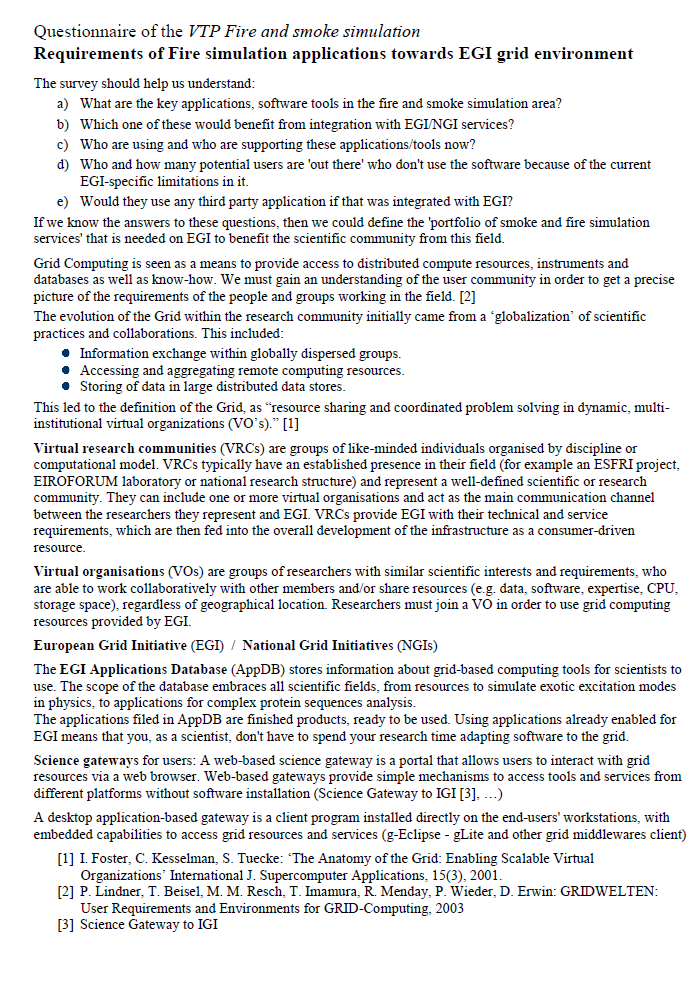 Questionnaire of the VTP Fire and smoke simulation
Requirements of Fire simulation applications towards EGI grid environment
The survey should help us understand:
a) What are the key applications, software tools in the fire and smoke simulation area?
b) Which one of these would benefit from integration with EGI/NGI services?
c) Who are using and who are supporting these applications/tools now?
d) Who and how many potential users are 'out there' who don't use the software because of the current
EGI-specific limitations in it.
e) Would they use any third party application if that was integrated with EGI?
If we know the answers to these questions, then we could define the 'portfolio of smoke and fire simulation
services' that is needed on EGI to benefit the scientific community from this field.
Grid Computing is seen as a means to provide access to distributed compute resources, instruments and
databases as well as know-how. We must gain an understanding of the user community in order to get a precise
picture of the requirements of the people and groups working in the field. [2]
The evolution of the Grid within the research community initially came from a ‘globalization’ of scientific
practices and collaborations. This included:
● Information exchange within globally dispersed groups.
● Accessing and aggregating remote computing resources.
● Storing of data in large distributed data stores.
This led to the definition of the Grid, as “resource sharing and coordinated problem solving in dynamic, multi-
institutional virtual organizations (VO’s).” [1]
Virtual research communities (VRCs) are groups of like-minded individuals organised by discipline or
computational model. VRCs typically have an established presence in their field (for example an ESFRI project,
EIROFORUM laboratory or national research structure) and represent a well-defined scientific or research
community. They can include one or more virtual organisations and act as the main communication channel
between the researchers they represent and EGI. VRCs provide EGI with their technical and service
requirements, which are then fed into the overall development of the infrastructure as a consumer-driven
resource.
Virtual organisations (VOs) are groups of researchers with similar scientific interests and requirements, who
are able to work collaboratively with other members and/or share resources (e.g. data, software, expertise, CPU,
storage space), regardless of geographical location. Researchers must join a VO in order to use grid computing
resources provided by EGI.
European Grid Initiative (EGI) / National Grid Initiatives (NGIs)
The EGI Applications Database (AppDB) stores information about grid-based computing tools for scientists to
use. The scope of the database embraces all scientific fields, from resources to simulate exotic excitation modes
in physics, to applications for complex protein sequences analysis.
The applications filed in AppDB are finished products, ready to be used. Using applications already enabled for
EGI means that you, as a scientist, don't have to spend your research time adapting software to the grid.
Science gateways for users: A web-based science gateway is a portal that allows users to interact with grid
resources via a web browser. Web-based gateways provide simple mechanisms to access tools and services from
different platforms without software installation (Science Gateway to IGI [3], …)
A desktop application-based gateway is a client program installed directly on the end-users' workstations, with
embedded capabilities to access grid resources and services (g-Eclipse - gLite and other grid middlewares client)
[1] I. Foster, C. Kesselman, S. Tuecke: ‘The Anatomy of the Grid: Enabling Scalable Virtual
Organizations’ International J. Supercomputer Applications, 15(3), 2001.
[2] P. Lindner, T. Beisel, M. M. Resch, T. Imamura, R. Menday, P. Wieder, D. Erwin: GRIDWELTEN:
User Requirements and Environments for GRID-Computing, 2003
[3] Science Gateway to IGI